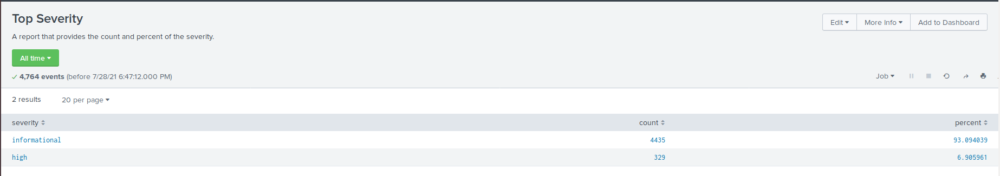 Top Severity
Edit More Info Add to Dashboard
A report that provides the count and percent of the severity.
All time
4,764 events (before 7/28/21 6:47:12.000 PM)
Job
2 results 20 per page
severity count percent
informational 4435 93.094039
high 329 6.905961